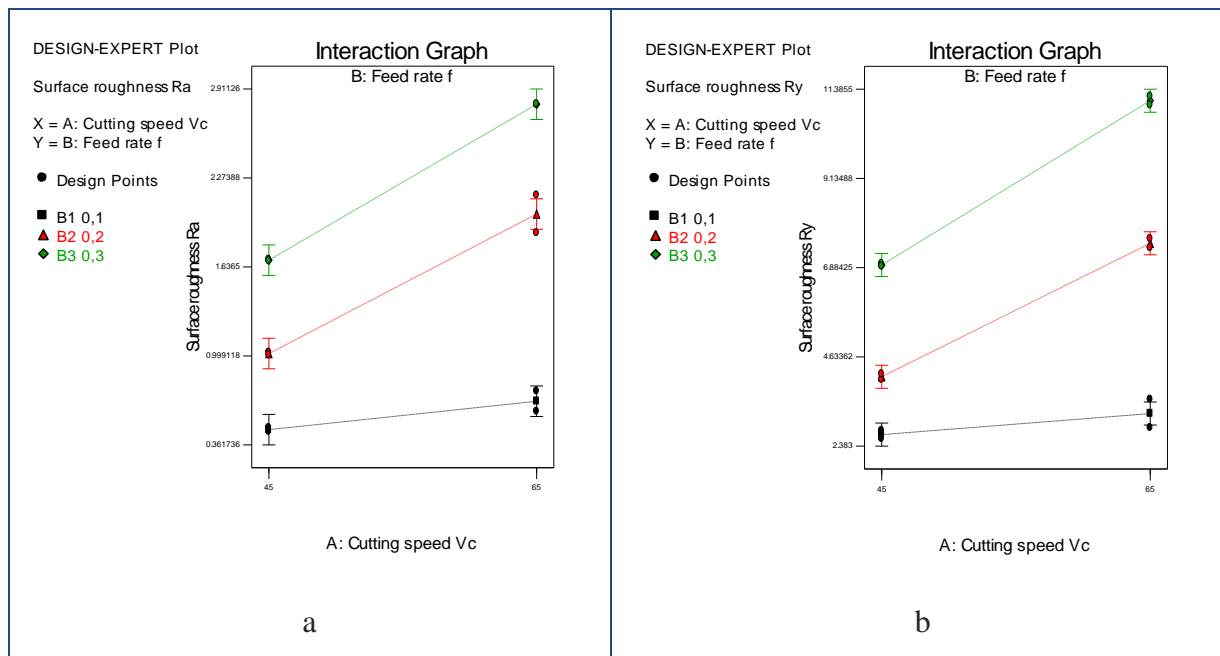 DESIGN-EXPERT Plot
Surface roughness Ra
X = A: Cutting speed Vc
Y = B: Feed rate f
Design Points
B1 0,1
B2 0,2
B3 0,3
Interaction Graph
B: Feed rate f
Surface roughness Ra
2.91126
2.27388
1.6365
0.999118
0.361736
45
65
A: Cutting speed Vc
a
DESIGN-EXPERT Plot
Surface roughness Ry
X = A: Cutting speed Vc
Y = B: Feed rate f
Design Points
B1 0,1
B2 0,2
B3 0,3
Interaction Graph
B: Feed rate f
Surface roughness Ry
11.3855
9.13488
6.88425
4.63362
2.383
45
65
A: Cutting speed Vc
b